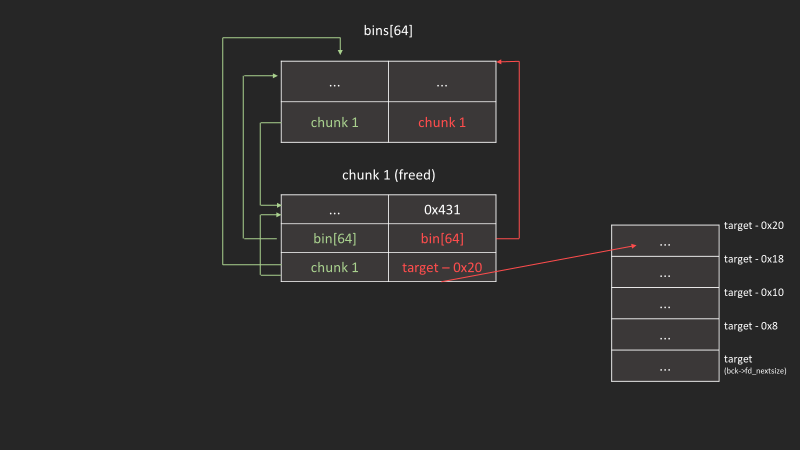 bins[64]
... ...
chunk 1 chunk 1
chunk 1 (freed)
... 0x431
bin[64] bin[64]
chunk 1 target – 0x20
... target - 0x20
... target - 0x18
... target - 0x10
... target - 0x8
... target
(bck->fd_nextsize)